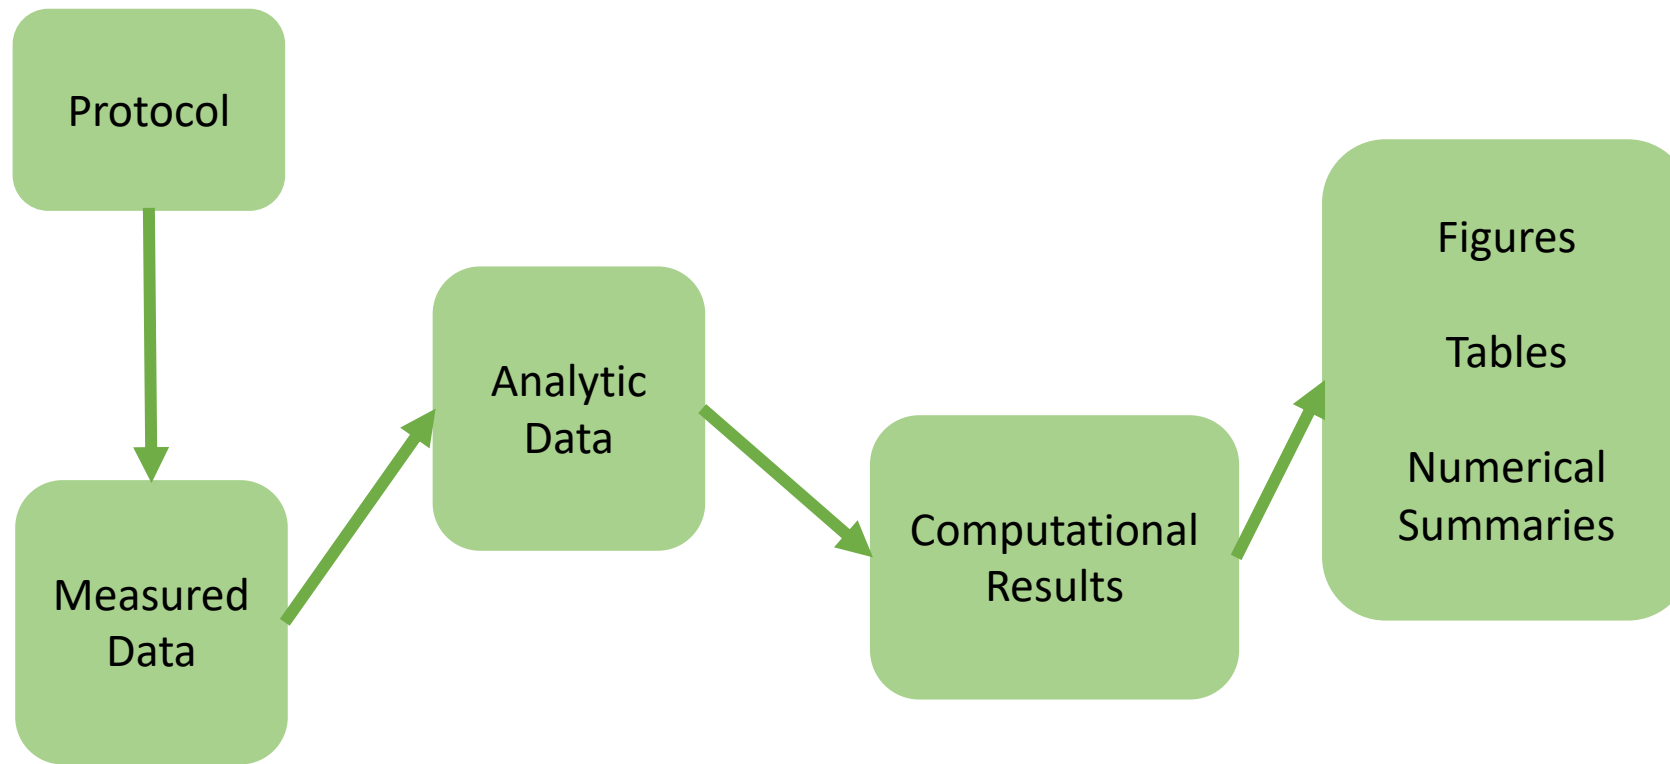 Protocol
Measured
Data
Analytic
Data
Computational
Results
Figures
Tables
Numerical
Summaries